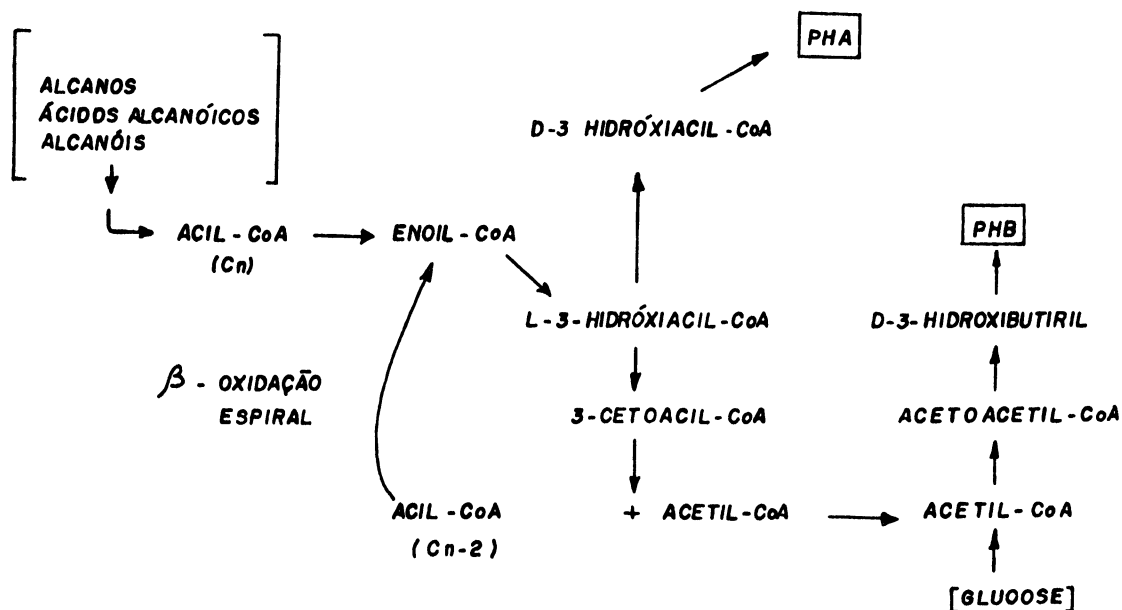 PHA
ALCANOS
ÁCIDOS ALCANÓICOS
ALCANÓIS
D-3 HIDRÓXIACIL-CoA
ACIL-CoA
(Cn)
ENOIL-CoA
PHB
L-3-HIDRÓXIACIL-CoA
D-3-HIDROXIBUTIRIL
β - OXIDAÇÃO
ESPIRAL
3-CETOACIL-CoA
ACETOACETIL-CoA
ACIL-CoA
(Cn-2)
+ ACETIL-CoA
ACETIL-CoA
[GLUOOSE]